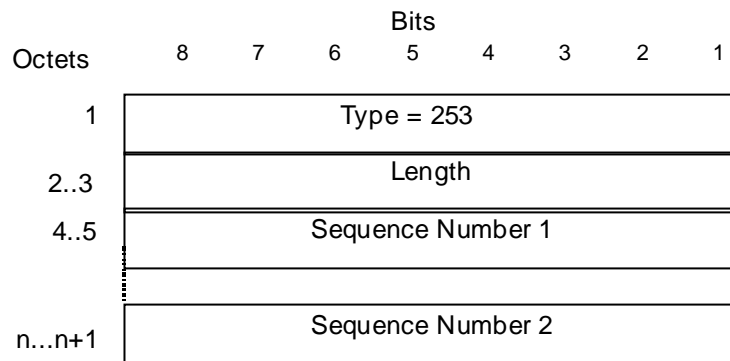 Bits
Octets 8 7 6 5 4 3 2 1
1 Type = 253
2..3 Length
4..5 Sequence Number 1
n...n+1 Sequence Number 2